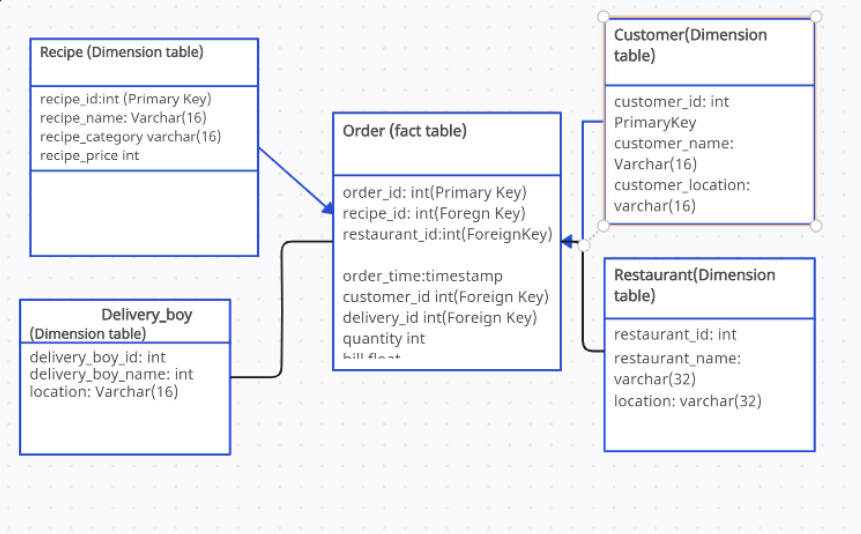 Recipe (Dimension table)
recipe_id:int (Primary Key)
recipe_name: Varchar(16)
recipe_category varchar(16)
recipe_price int
Order (fact table)
order_id: int(Primary Key)
recipe_id: int(Foregn Key)
restaurant_id:int(ForeignKey)
order_time:timestamp
customer_id int(Foreign Key)
delivery_id int(Foreign Key)
quantity int
bill float
Customer(Dimension
table)
customer_id: int
PrimaryKey
customer_name:
Varchar(16)
customer_location:
varchar(16)
Delivery_boy
(Dimension table)
delivery_boy_id: int
delivery_boy_name: int
location: Varchar(16)
Restaurant(Dimension
table)
restaurant_id: int
restaurant_name:
varchar(32)
location: varchar(32)